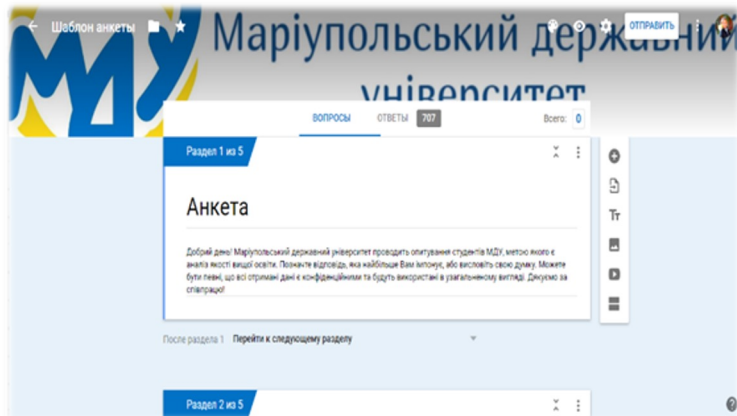 Шаблон анкеты
ОТПРАВИТЬ
МДУ
Маріупольський державний
університет
ВОПРОСЫ ОТВЕТЫ 707 Всего: 0
Раздел 1 из 5
Анкета
Добрий день! Маріупольський державний університет проводить опитування студентів МДУ, метою якого є
аналіз якості вищої освіти. Позначте відповідь, яка найбільше Вам імпонує, або висловіть свою думку. Можете
бути певні, що всі отримані дані є конфіденційними та будуть використані в узагальненому вигляді. Дякуємо за
співпрацю!
Тт
После раздела 1 Перейти к следующему разделу
Раздел 2 из 5